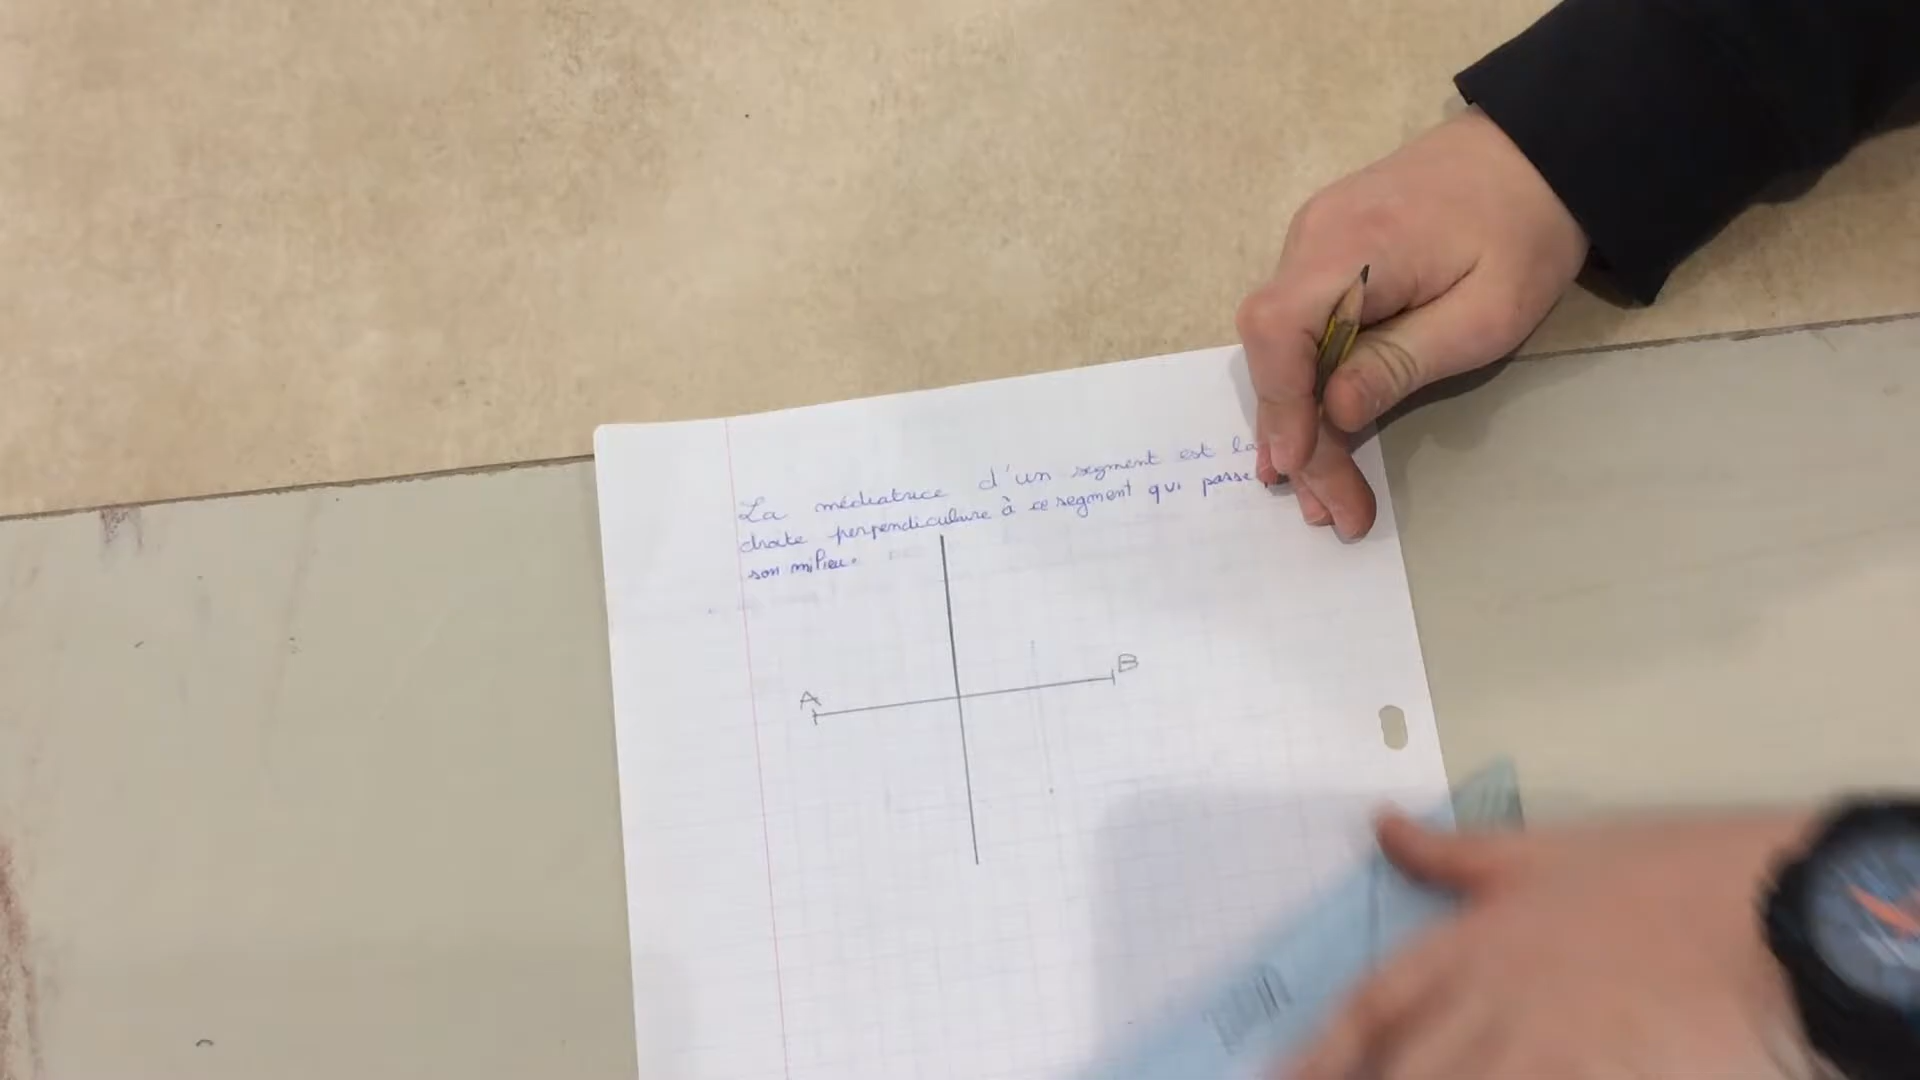 La médiatrice d'un segment est la
droite perpendiculaire à ce segment qui passe
son milieu.
A
B